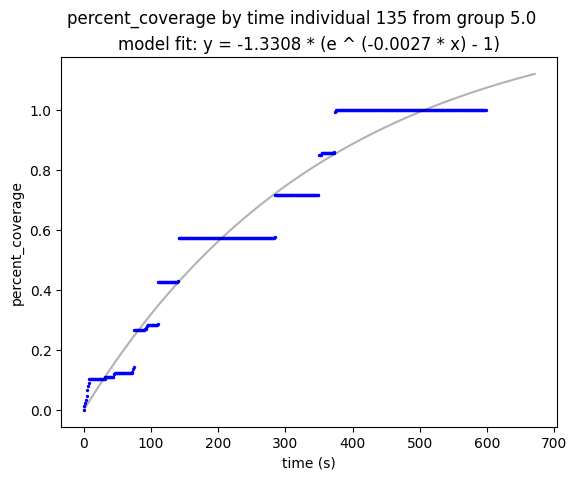 percent_coverage by time individual 135 from group 5.0
model fit: y = -1.3308 * (e ^ (-0.0027 * x) - 1)
1.0
0.8
0.6
0.4
0.2
0.0
percent_coverage
0 100 200 300 400 500 600 700
time (s)